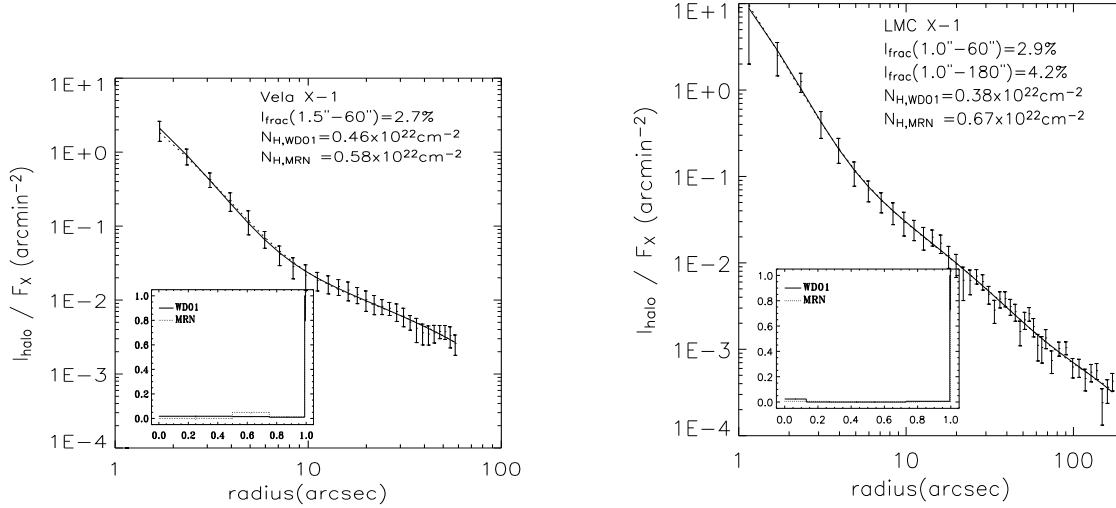 1E+1
1E+0
1E-1
1E-2
1E-3
1E-4
I_halo / F_X (arcmin^-2)
Vela X-1
I_frac(1.5"-60")=2.7%
N_H,WD01=0.46x10^22cm^-2
N_H,MRN =0.58x10^22cm^-2
1.0
0.8
0.6
0.4
0.2
0.0
WD01
MRN
0.0 0.2 0.4 0.6 0.8 1.0
1 10 100
radius(arcsec)
1E+1
1E+0
1E-1
1E-2
1E-3
1E-4
I_halo / F_X (arcmin^-2)
LMC X-1
I_frac(1.0"-60")=2.9%
I_frac(1.0"-180")=4.2%
N_H,WD01=0.38x10^22cm^-2
N_H,MRN =0.67x10^22cm^-2
1.0
0.8
0.6
0.4
0.2
0.0
WD01
MRN
0.0 0.2 0.4 0.6 0.8 1.0
1 10 100
radius(arcsec)